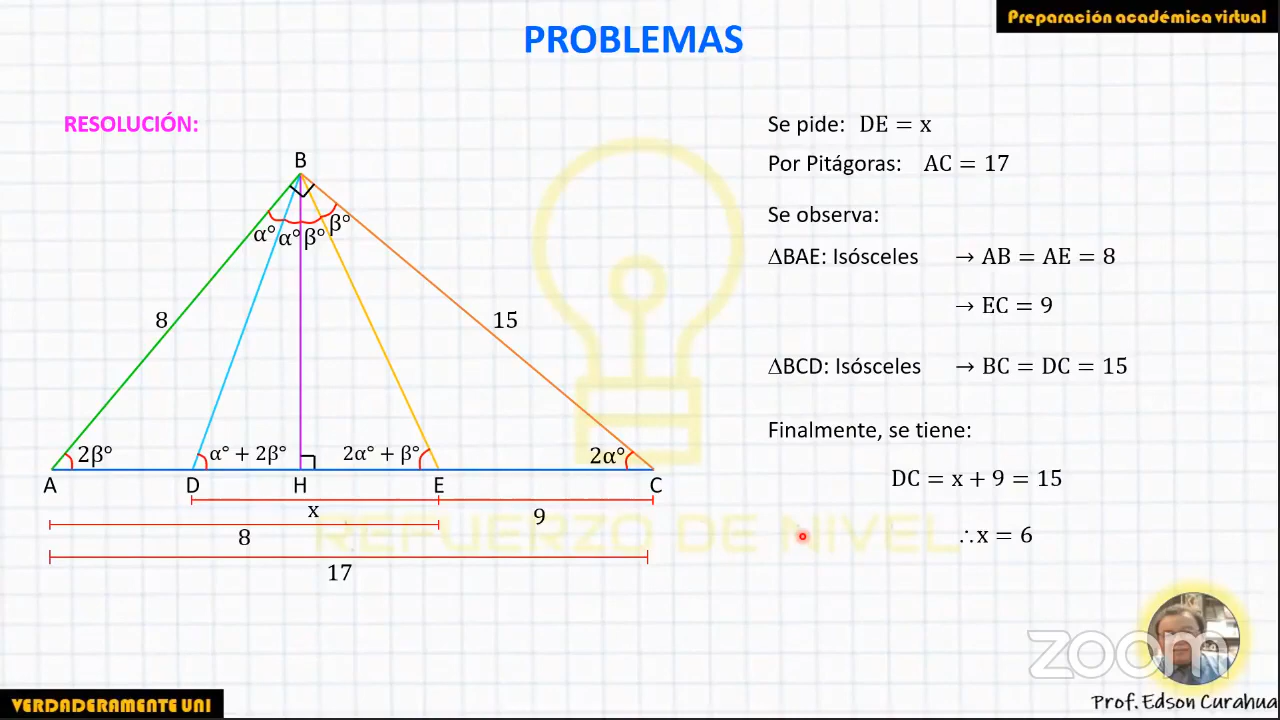 Preparación académica virtual
PROBLEMAS
RESOLUCIÓN:
B
α° α° β° β°
8
15
2β°
α° + 2β°
2α° + β°
2α°
A
D
H
E
C
x
9
8
17
Se pide: DE = x
Por Pitágoras: AC = 17
Se observa:
∆BAE: Isósceles → AB = AE = 8
→ EC = 9
∆BCD: Isósceles → BC = DC = 15
Finalmente, se tiene:
DC = x + 9 = 15
∴x = 6
REFUERZO DE NIVEL
zoom
VERDADERAMENTE UNI
Prof. Edson Curahua